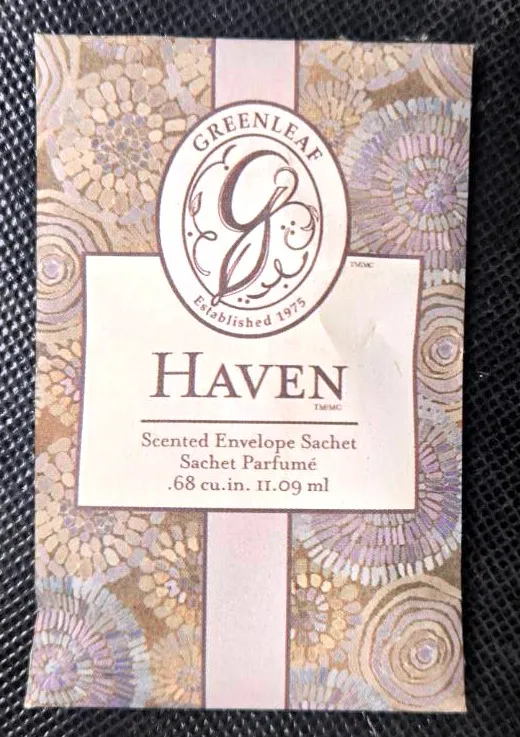 GREENLEAF
g
Established 1975
TM/MC
HAVEN
TM/MC
Scented Envelope Sachet
Sachet Parfumé
.68 cu.in. 11.09 ml